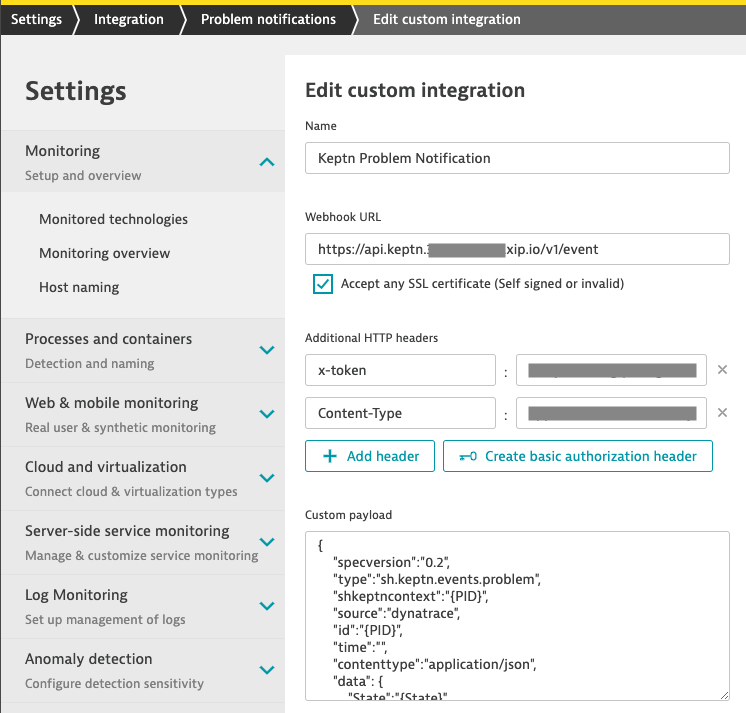 Settings
Integration
Problem notifications
Edit custom integration
Settings
Monitoring
Setup and overview
Monitored technologies
Monitoring overview
Host naming
Processes and containers
Detection and naming
Web & mobile monitoring
Real user & synthetic monitoring
Cloud and virtualization
Connect cloud & virtualization types
Server-side service monitoring
Manage & customize service monitoring
Log Monitoring
Set up management of logs
Anomaly detection
Configure detection sensitivity
Edit custom integration
Name
Keptn Problem Notification
Webhook URL
https://api.keptn. xip.io/v1/event
Accept any SSL certificate (Self signed or invalid)
Additional HTTP headers
x-token :
Content-Type :
Add header
Create basic authorization header
Custom payload
{
"specversion":"0.2",
"type":"sh.keptn.events.problem",
"shkeptncontext":"{PID}",
"source":"dynatrace",
"id":"{PID}",
"time":"",
"contenttype":"application/json",
"data": {
"State":"{State}"